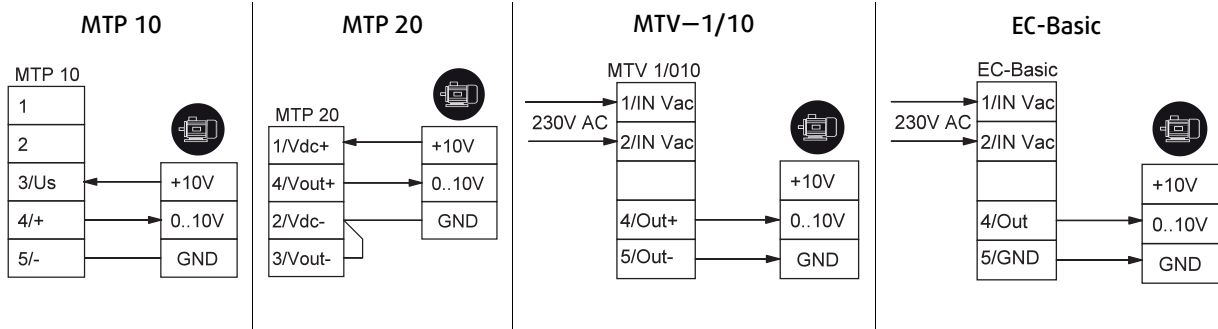 MTP 10
MTP 10
1
2
3/Us
4/+
5/-
+10V
0..10V
GND
MTP 20
MTP 20
1/Vdc+
4/Vout+
2/Vdc-
3/Vout-
+10V
0..10V
GND
MTV–1/10
MTV 1/010
230V AC
1/IN Vac
2/IN Vac
4/Out+
5/Out-
+10V
0..10V
GND
EC-Basic
EC-Basic
230V AC
1/IN Vac
2/IN Vac
4/Out
5/GND
+10V
0..10V
GND